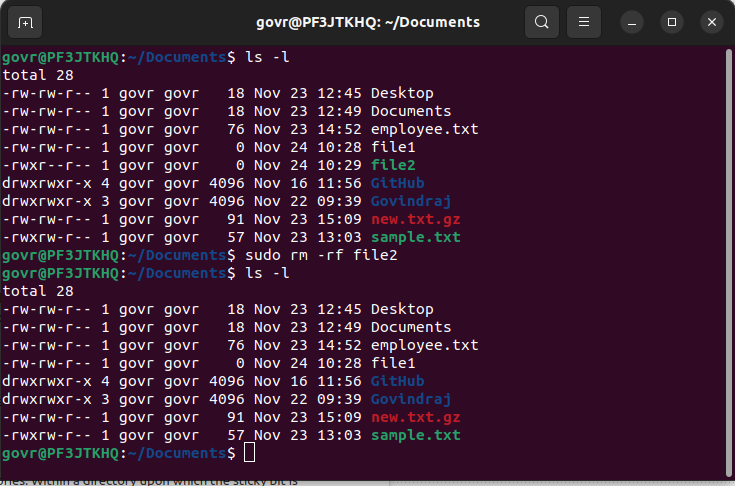 govr@PF3JTKHQ: ~/Documents
govr@PF3JTKHQ:~/Documents$ ls -l
total 28
-rw-rw-r-- 1 govr govr   18 Nov 23 12:45 Desktop
-rw-rw-r-- 1 govr govr   18 Nov 23 12:49 Documents
-rw-rw-r-- 1 govr govr   76 Nov 23 14:52 employee.txt
-rw-rw-r-- 1 govr govr    0 Nov 24 10:28 file1
-rwxr--r-- 1 govr govr    0 Nov 24 10:29 file2
drwxrwxr-x 4 govr govr 4096 Nov 16 11:56 GitHub
drwxrwxr-x 3 govr govr 4096 Nov 22 09:39 Govindraj
-rw-rw-r-- 1 govr govr   91 Nov 23 15:09 new.txt.gz
-rwxrw-r-- 1 govr govr   57 Nov 23 13:03 sample.txt
govr@PF3JTKHQ:~/Documents$ sudo rm -rf file2
govr@PF3JTKHQ:~/Documents$ ls -l
total 28
-rw-rw-r-- 1 govr govr   18 Nov 23 12:45 Desktop
-rw-rw-r-- 1 govr govr   18 Nov 23 12:49 Documents
-rw-rw-r-- 1 govr govr   76 Nov 23 14:52 employee.txt
-rw-rw-r-- 1 govr govr    0 Nov 24 10:28 file1
drwxrwxr-x 4 govr govr 4096 Nov 16 11:56 GitHub
drwxrwxr-x 3 govr govr 4096 Nov 22 09:39 Govindraj
-rw-rw-r-- 1 govr govr   91 Nov 23 15:09 new.txt.gz
-rwxrw-r-- 1 govr govr   57 Nov 23 13:03 sample.txt
govr@PF3JTKHQ:~/Documents$
within a directory upon which the sticky bit is